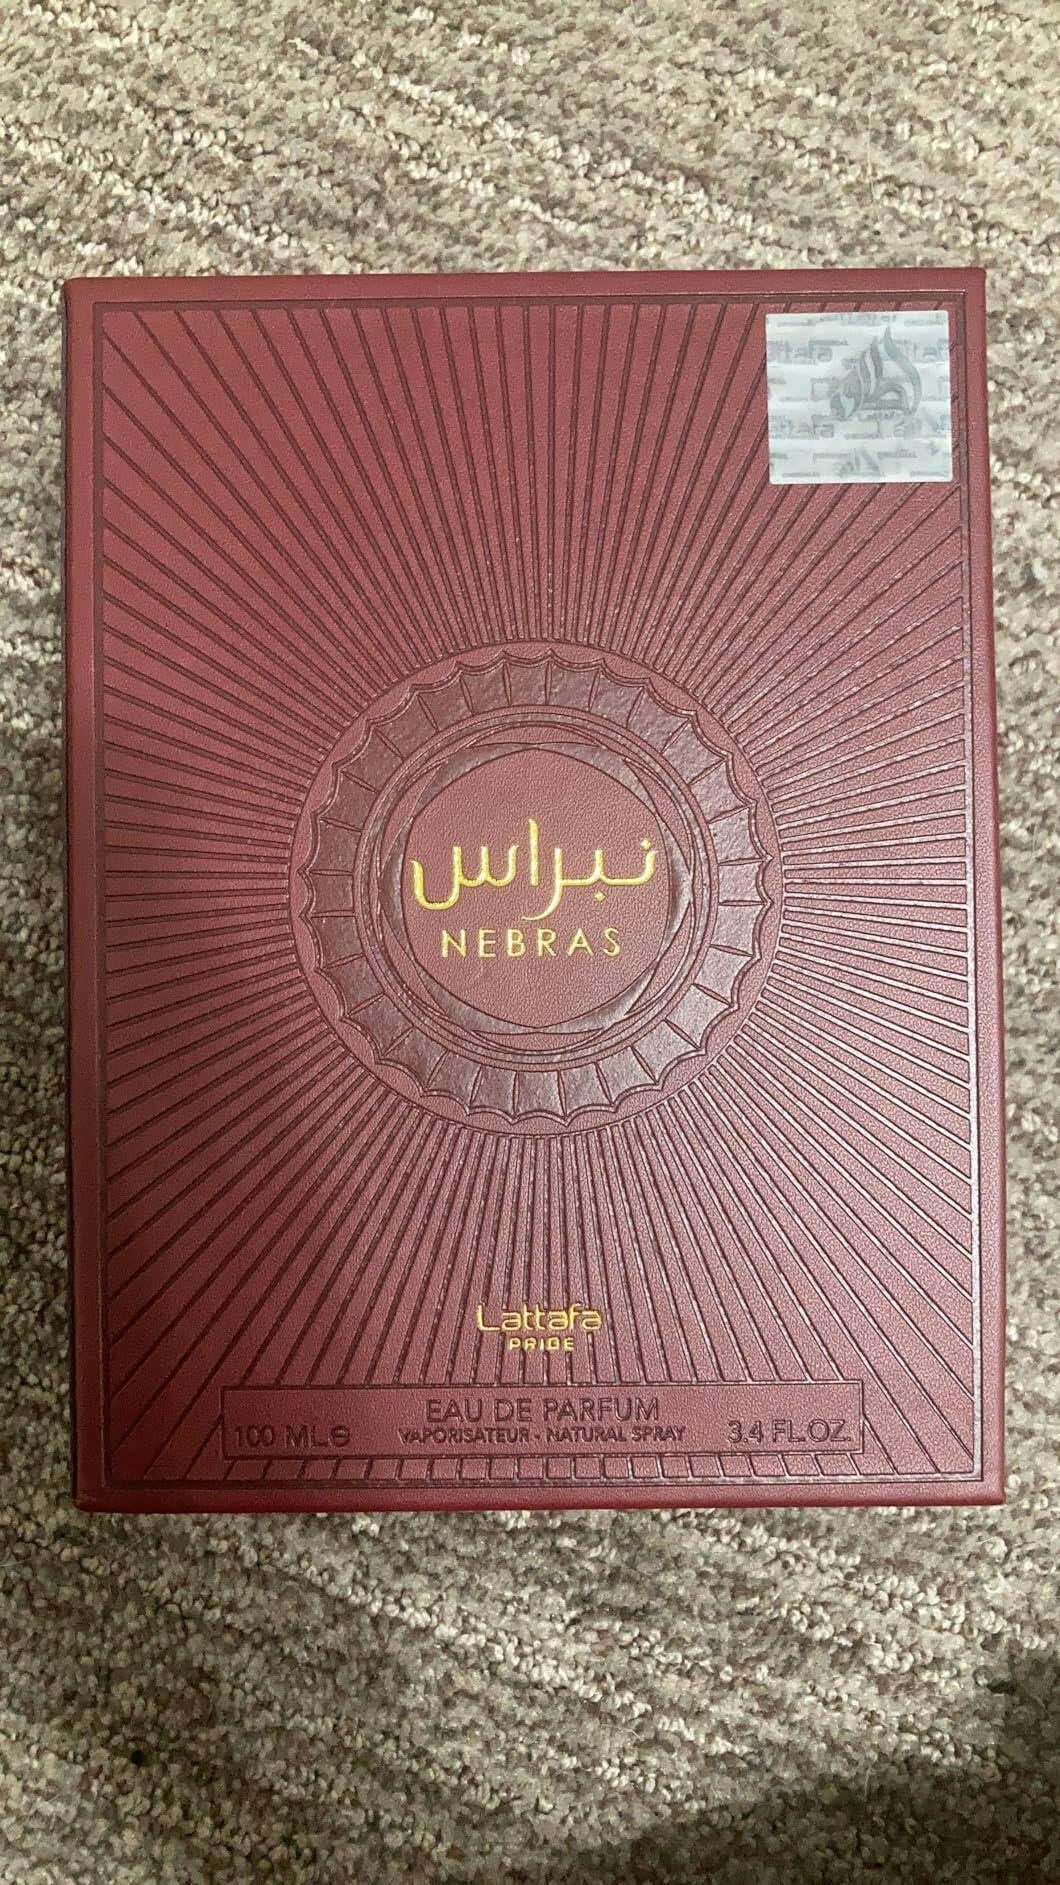 نبراس
NEBRAS
Lattafa
PRIDE
EAU DE PARFUM
100 ML℮ VAPORISATEUR - NATURAL SPRAY 3.4 FL.OZ.